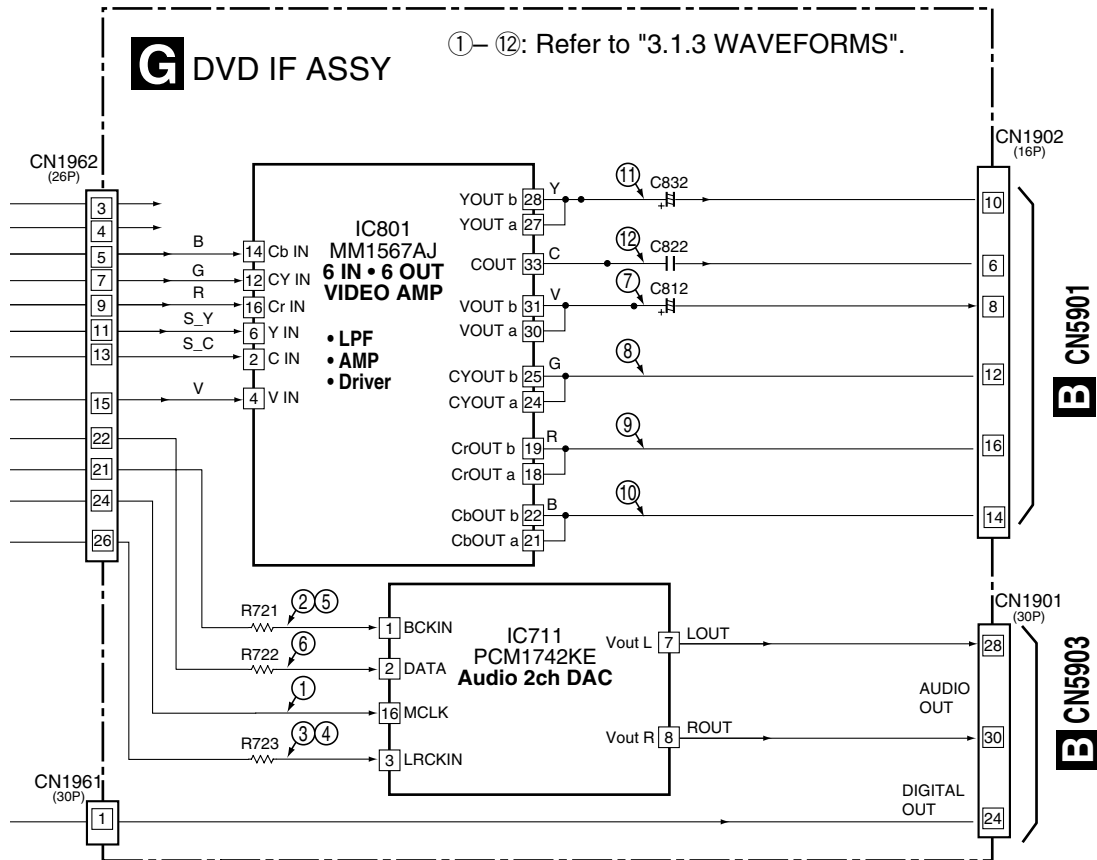 G DVD IF ASSY
①– ⑫: Refer to "3.1.3 WAVEFORMS".
CN1962
(26P)
3
4
5
7
9
11
13
15
22
21
24
26
B
G
R
S_Y
S_C
V
14 Cb IN
12 CY IN
16 Cr IN
6 Y IN
2 C IN
4 V IN
IC801
MM1567AJ
6 IN • 6 OUT
VIDEO AMP
• LPF
• AMP
• Driver
YOUT b 28 Y
YOUT a 27
COUT 33 C
VOUT b 31 V
VOUT a 30
CYOUT b 25 G
CYOUT a 24
CrOUT b 19 R
CrOUT a 18
CbOUT b 22 B
CbOUT a 21
⑪ C832
+
⑫ C822
⑦ C812
+
⑧
⑨
⑩
CN1902
(16P)
10
6
8
12
16
14
B CN5901
R721 ②⑤
R722 ⑥
①
R723 ③④
1 BCKIN
2 DATA
16 MCLK
3 LRCKIN
IC711
PCM1742KE
Audio 2ch DAC
Vout L 7 LOUT
Vout R 8 ROUT
CN1901
(30P)
28
AUDIO
OUT
30
DIGITAL
OUT
24
B CN5903
CN1961
(30P)
1